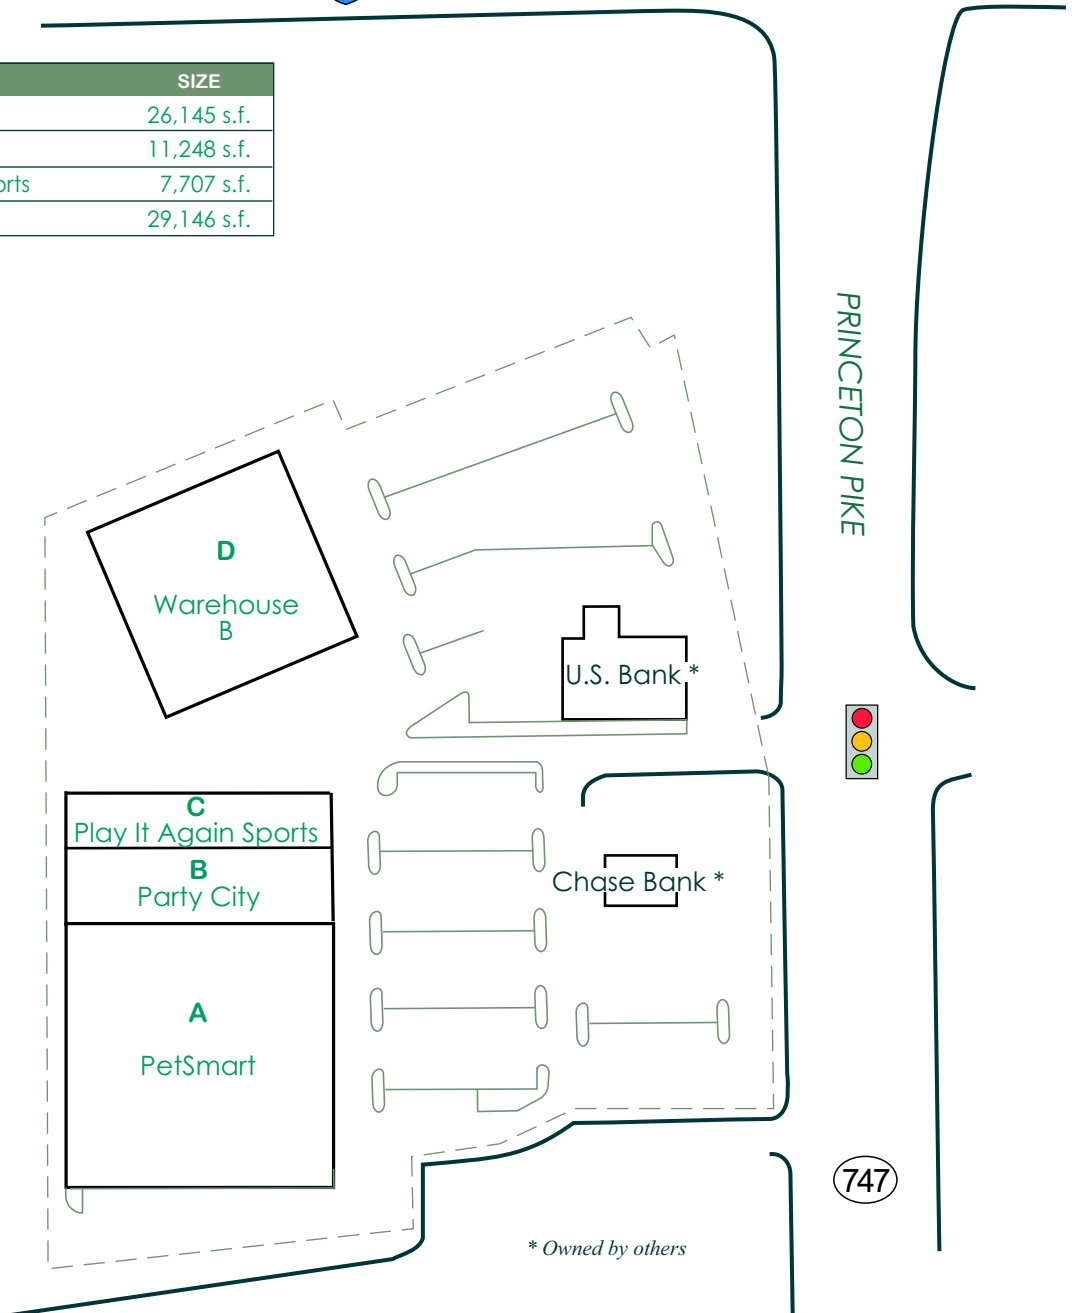 SIZE
26,145 s.f.
11,248 s.f.
orts 7,707 s.f.
29,146 s.f.
PRINCETON PIKE
D
Warehouse
B
U.S. Bank *
C
Play It Again Sports
B
Party City
Chase Bank *
A
PetSmart
747
* Owned by others